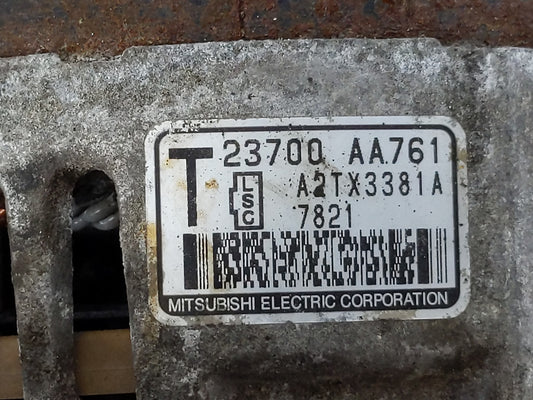 T 23700 AA761
LSC A2TX3381A
7821
MITSUBISHI ELECTRIC CORPORATION